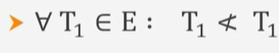 ➤ ∀ T₁ ∈ E : T₁ ≮ T₁